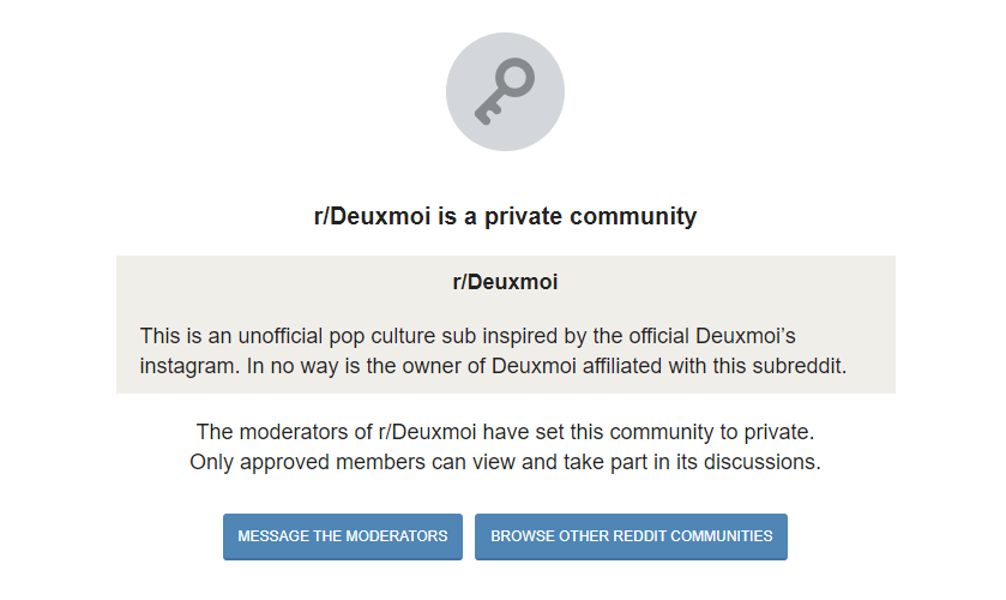 r/Deuxmoi is a private community
r/Deuxmoi
This is an unofficial pop culture sub inspired by the official Deuxmoi’s
instagram. In no way is the owner of Deuxmoi affiliated with this subreddit.
The moderators of r/Deuxmoi have set this community to private.
Only approved members can view and take part in its discussions.
MESSAGE THE MODERATORS
BROWSE OTHER REDDIT COMMUNITIES